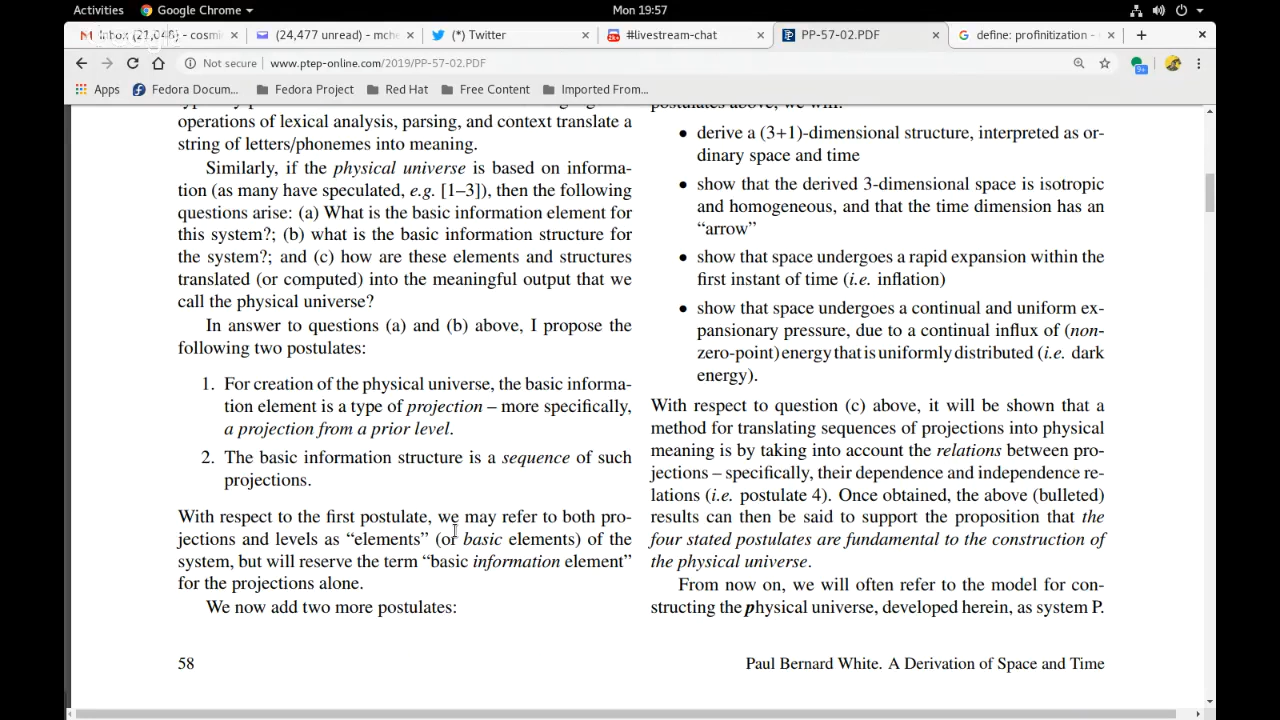 Activities
Google Chrome
Mon 19:57
(21,040) - cosmi
(24,477 unread) - mche
(*) Twitter
#livestream-chat
PP-57-02.PDF
define: profinitization -
Not secure
www.ptep-online.com/2019/PP-57-02.PDF
9+
Apps
Fedora Docum...
Fedora Project
Red Hat
Free Content
Imported From...
operations of lexical analysis, parsing, and context translate a
string of letters/phonemes into meaning.
Similarly, if the physical universe is based on informa-
tion (as many have speculated, e.g. [1–3]), then the following
questions arise: (a) What is the basic information element for
this system?; (b) what is the basic information structure for
the system?; and (c) how are these elements and structures
translated (or computed) into the meaningful output that we
call the physical universe?
In answer to questions (a) and (b) above, I propose the
following two postulates:
1. For creation of the physical universe, the basic informa-
tion element is a type of projection – more specifically,
a projection from a prior level.
2. The basic information structure is a sequence of such
projections.
With respect to the first postulate, we may refer to both pro-
jections and levels as “elements” (or basic elements) of the
system, but will reserve the term “basic information element”
for the projections alone.
We now add two more postulates:
58
postulates above, we will:
• derive a (3+1)-dimensional structure, interpreted as or-
dinary space and time
• show that the derived 3-dimensional space is isotropic
and homogeneous, and that the time dimension has an
“arrow”
• show that space undergoes a rapid expansion within the
first instant of time (i.e. inflation)
• show that space undergoes a continual and uniform ex-
pansionary pressure, due to a continual influx of (non-
zero-point) energy that is uniformly distributed (i.e. dark
energy).
With respect to question (c) above, it will be shown that a
method for translating sequences of projections into physical
meaning is by taking into account the relations between pro-
jections – specifically, their dependence and independence re-
lations (i.e. postulate 4). Once obtained, the above (bulleted)
results can then be said to support the proposition that the
four stated postulates are fundamental to the construction of
the physical universe.
From now on, we will often refer to the model for con-
structing the physical universe, developed herein, as system P.
Paul Bernard White. A Derivation of Space and Time